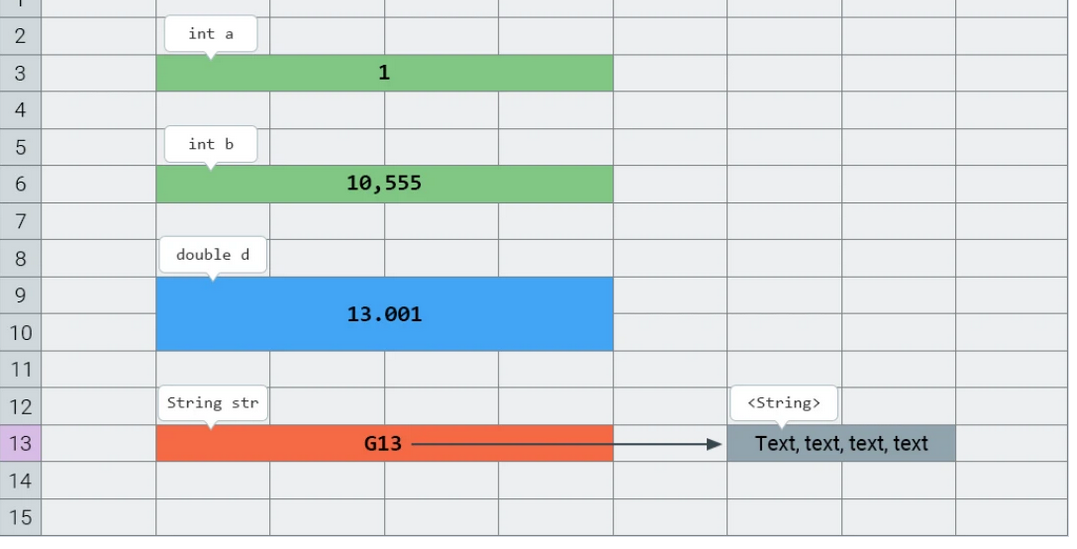 2
int a
3
1
4
5
int b
6
10,555
7
8
double d
9
13.001
10
11
12
String str
<String>
13
G13
Text, text, text, text
14
15